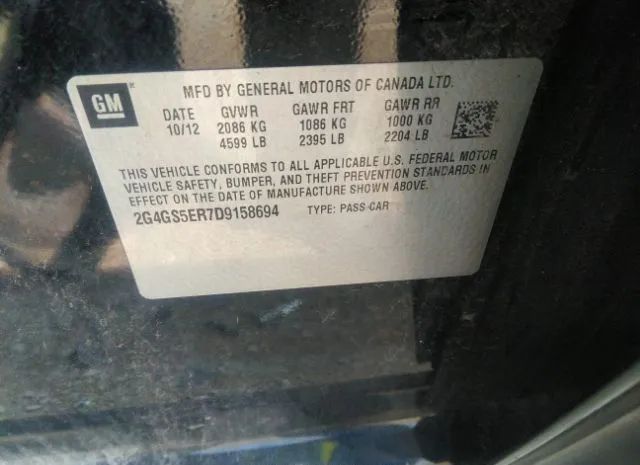 GM
MFD BY GENERAL MOTORS OF CANADA LTD.
DATE GVWR GAWR FRT GAWR RR
10/12 2086 KG 1086 KG 1000 KG
4599 LB 2395 LB 2204 LB
THIS VEHICLE CONFORMS TO ALL APPLICABLE U.S. FEDERAL MOTOR
VEHICLE SAFETY, BUMPER, AND THEFT PREVENTION STANDARDS IN
EFFECT ON THE DATE OF MANUFACTURE SHOWN ABOVE.
2G4GS5ER7D9158694 TYPE: PASS CAR